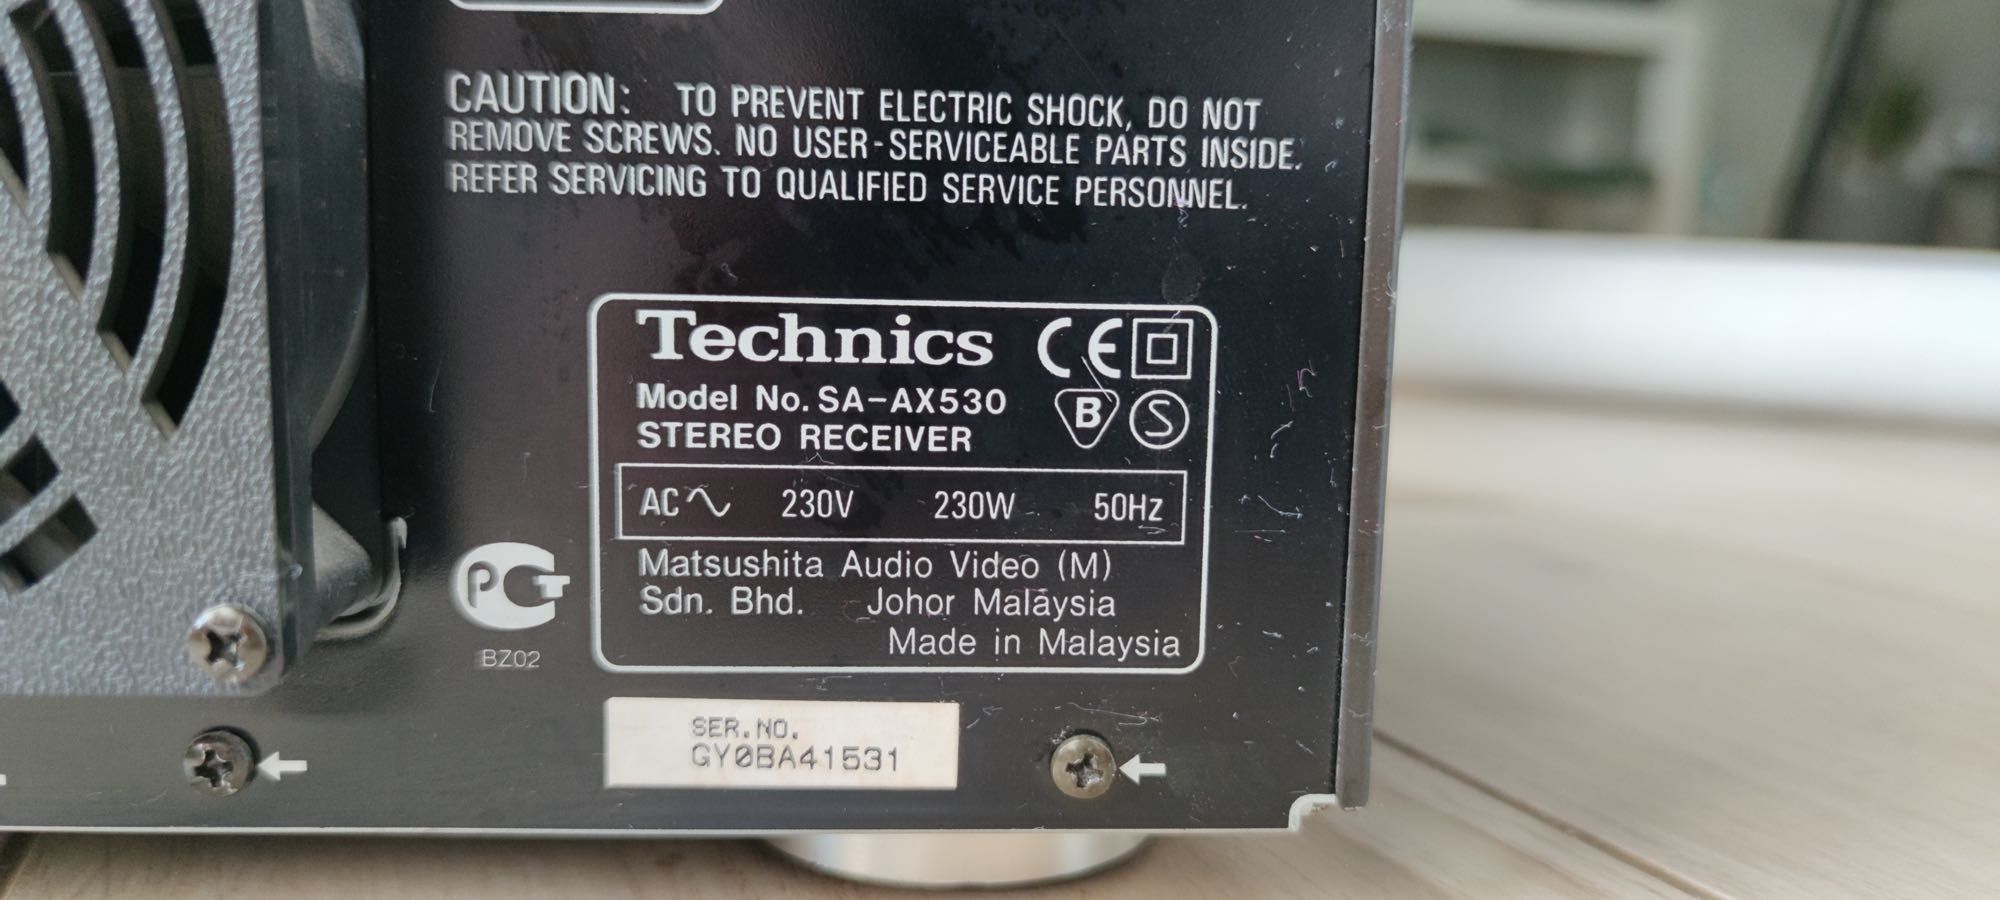 CAUTION: TO PREVENT ELECTRIC SHOCK, DO NOT
REMOVE SCREWS. NO USER-SERVICEABLE PARTS INSIDE.
REFER SERVICING TO QUALIFIED SERVICE PERSONNEL.
Technics CE
Model No. SA-AX530 B S
STEREO RECEIVER
AC 230V 230W 50Hz
Matsushita Audio Video (M)
Sdn. Bhd. Johor Malaysia
Made in Malaysia
PCT
BZ02
SER.NO.
GY0BA41531